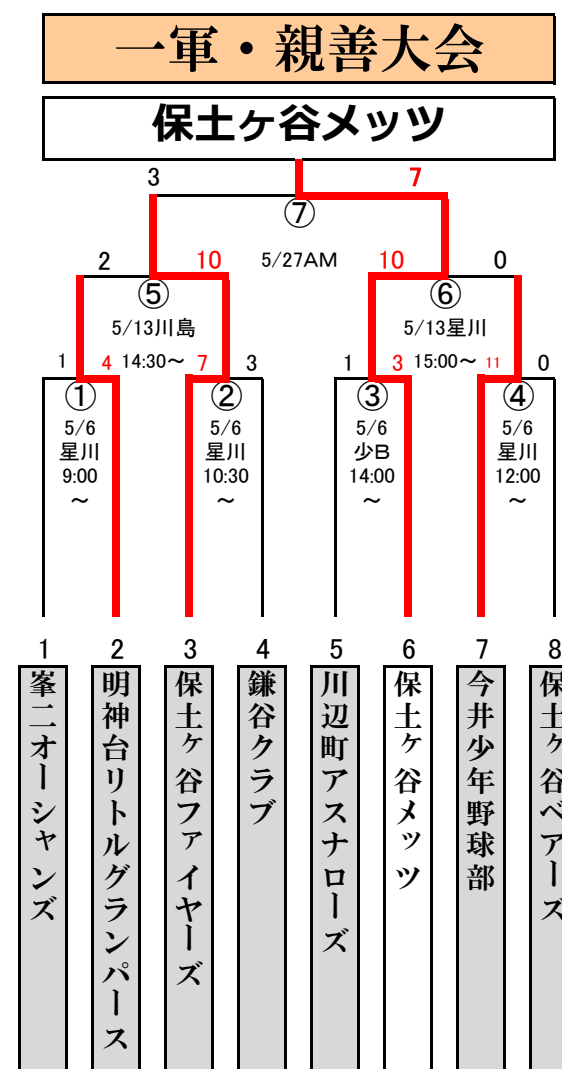 一軍・親善大会
保土ヶ谷メッツ
3 7
⑦
2 10 5/27AM 10 0
⑤ ⑥
5/13川島 5/13星川
1 4 14:30～ 7 3 1 3 15:00～ 11 0
① ② ③ ④
5/6 5/6 5/6 5/6
星川 星川 少B 星川
9:00 10:30 14:00 12:00
～ ～ ～ ～
1 2 3 4 5 6 7 8
峯二オーシャンズ
明神台リトルグランパース
保土ヶ谷ファイヤーズ
鎌谷クラブ
川辺町アスナローズ
保土ヶ谷メッツ
今井少年野球部
保土ヶ谷ベアーズ